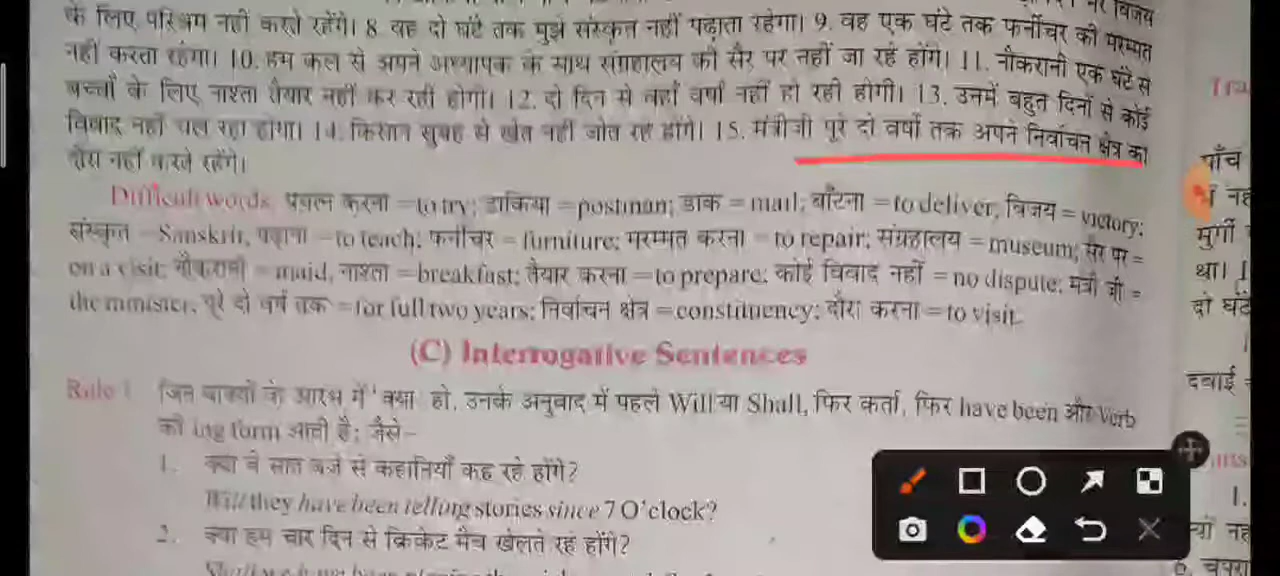 के लिए परिश्रम नहीं करते रहेंगे। 8. वह दो घंटे तक मुझे संस्कृत नहीं पढ़ाता रहेगा। 9. वह एक घंटे तक फर्नीचर की मरम्मत
नहीं करता रहेगा। 10. हम कल से अपने अध्यापक के साथ संग्रहालय की सैर पर नहीं जा रहे होंगे। 11. नौकरानी एक घंटे से
बच्चों के लिए नाश्ता तैयार नहीं कर रही होगी। 12. दो दिन से वहाँ वर्षा नहीं हो रही होगी। 13. उनमें बहुत दिनों से कोई
विवाद नहीं चल रहा होगा। 14. किसान सुबह से खेत नहीं जोत रहे होंगे। 15. मंत्रीजी पूरे दो वर्षों तक अपने निर्वाचन क्षेत्र का
दौरा नहीं करते रहेंगे।
Difficult words प्रयत्न करना = to try; डाकिया = postman; डाक = mail; बाँटना = to deliver, विजय = victory;
संस्कृत = Sanskrit, पढ़ाना = to teach; फर्नीचर = furniture; मरम्मत करना = to repair; संग्रहालय = museum; सैर पर =
on a visit; नौकरानी = maid, नाश्ता = breakfast; तैयार करना = to prepare; कोई विवाद नहीं = no dispute; मंत्री जी =
the minister, पूरे दो वर्ष तक = for full two years; निर्वाचन क्षेत्र = constituency; दौरा करना = to visit.
(C) Interrogative Sentences
Rule 1 जिन वाक्यों के आरंभ में 'क्या' हो, उनके अनुवाद में पहले Will या Shall, फिर कर्ता, फिर have been और Verb
की ing form आती है; जैसे-
1. क्या वे सात बजे से कहानियाँ कह रहे होंगे?
Will they have been telling stories since 7 O'clock?
2. क्या हम चार दिन से क्रिकेट मैच खेलते रहे होंगे?
पाँच
नह
मुर्गी
था।
दो घंटे
दवाई
1.